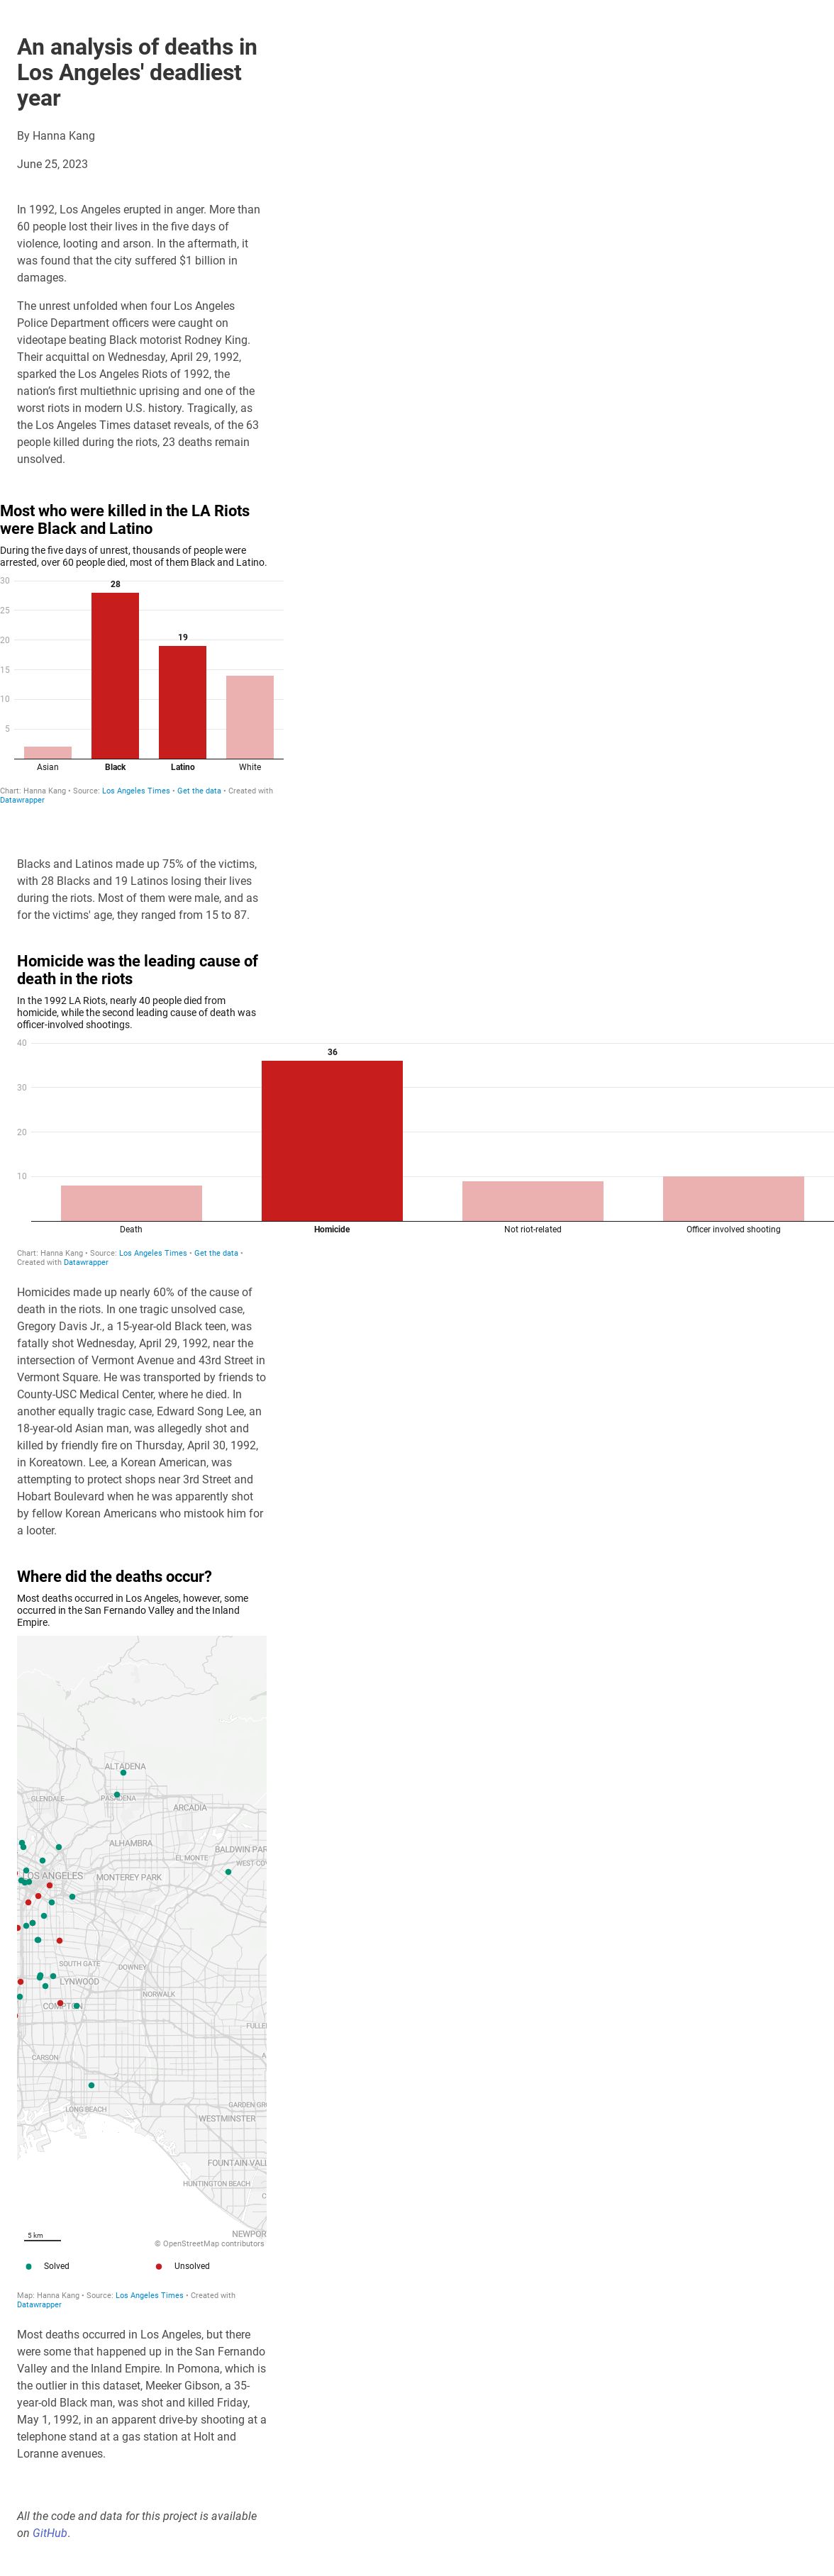 An analysis of deaths in
Los Angeles' deadliest
year
By Hanna Kang
June 25, 2023
In 1992, Los Angeles erupted in anger. More than
60 people lost their lives in the five days of
violence, looting and arson. In the aftermath, it
was found that the city suffered $1 billion in
damages.
The unrest unfolded when four Los Angeles
Police Department officers were caught on
videotape beating Black motorist Rodney King.
Their acquittal on Wednesday, April 29, 1992,
sparked the Los Angeles Riots of 1992, the
nation's first multiethnic uprising and one of the
worst riots in modern U.S. history. Tragically, as
the Los Angeles Times dataset reveals, of the 63
people killed during the riots, 23 deaths remain
unsolved.
Most who were killed in the LA Riots
were Black and Latino
During the five days of unrest, thousands of people were
arrested, over 60 people died, most of them Black and Latino.
30
28
25
20
19
15
10
5
Asian Black Latino White
Chart: Hanna Kang • Source: Los Angeles Times • Get the data • Created with
Datawrapper
Blacks and Latinos made up 75% of the victims,
with 28 Blacks and 19 Latinos losing their lives
during the riots. Most of them were male, and as
for the victims' age, they ranged from 15 to 87.
Homicide was the leading cause of
death in the riots
In the 1992 LA Riots, nearly 40 people died from
homicide, while the second leading cause of death was
officer-involved shootings.
40
36
30
20
10
Death Homicide Not riot-related Officer involved shooting
Chart: Hanna Kang • Source: Los Angeles Times • Get the data •
Created with Datawrapper
Homicides made up nearly 60% of the cause of
death in the riots. In one tragic unsolved case,
Gregory Davis Jr., a 15-year-old Black teen, was
fatally shot Wednesday, April 29, 1992, near the
intersection of Vermont Avenue and 43rd Street in
Vermont Square. He was transported by friends to
County-USC Medical Center, where he died. In
another equally tragic case, Edward Song Lee, an
18-year-old Asian man, was allegedly shot and
killed by friendly fire on Thursday, April 30, 1992,
in Koreatown. Lee, a Korean American, was
attempting to protect shops near 3rd Street and
Hobart Boulevard when he was apparently shot
by fellow Korean Americans who mistook him for
a looter.
Where did the deaths occur?
Most deaths occurred in Los Angeles, however, some
occurred in the San Fernando Valley and the Inland
Empire.
ALTADENA
GLENDALE PASADENA
ARCADIA
ALHAMBRA
BALDWIN PAR
EL MONTE
WEST COV
LOS ANGELES MONTEREY PARK
SOUTH GATE
DOWNEY
LYNWOOD
NORWALK
COMPTON
FULLE
A
CARSON
GARDEN GR
LONG BEACH
WESTMINSTER
FOUNTAIN VALL
HUNTINGTON BEACH
C
NEWPOR
5 km
© OpenStreetMap contributors
Solved Unsolved
Map: Hanna Kang • Source: Los Angeles Times • Created with
Datawrapper
Most deaths occurred in Los Angeles, but there
were some that happened up in the San Fernando
Valley and the Inland Empire. In Pomona, which is
the outlier in this dataset, Meeker Gibson, a 35-
year-old Black man, was shot and killed Friday,
May 1, 1992, in an apparent drive-by shooting at a
telephone stand at a gas station at Holt and
Loranne avenues.
All the code and data for this project is available
on GitHub.